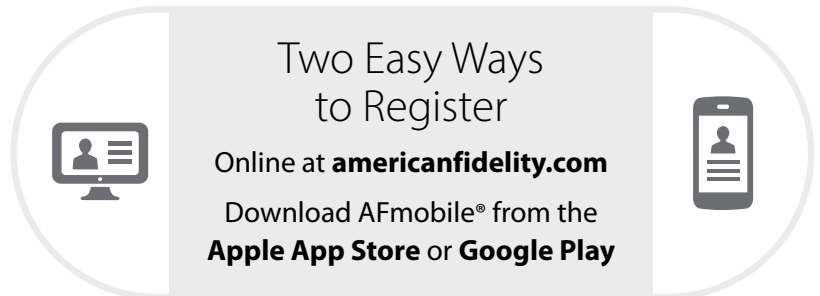 Two Easy Ways
to Register
Online at americanfidelity.com
Download AFmobile® from the
Apple App Store or Google Play